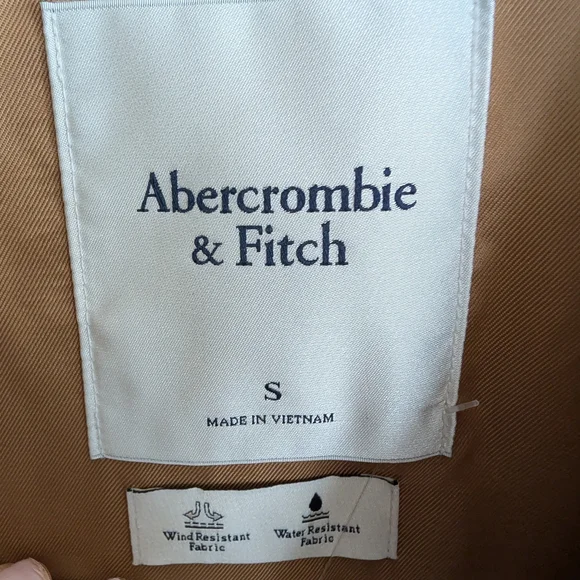 Abercrombie
& Fitch
S
MADE IN VIETNAM
Wind Resistant
Fabric
Water Resistant
Fabric